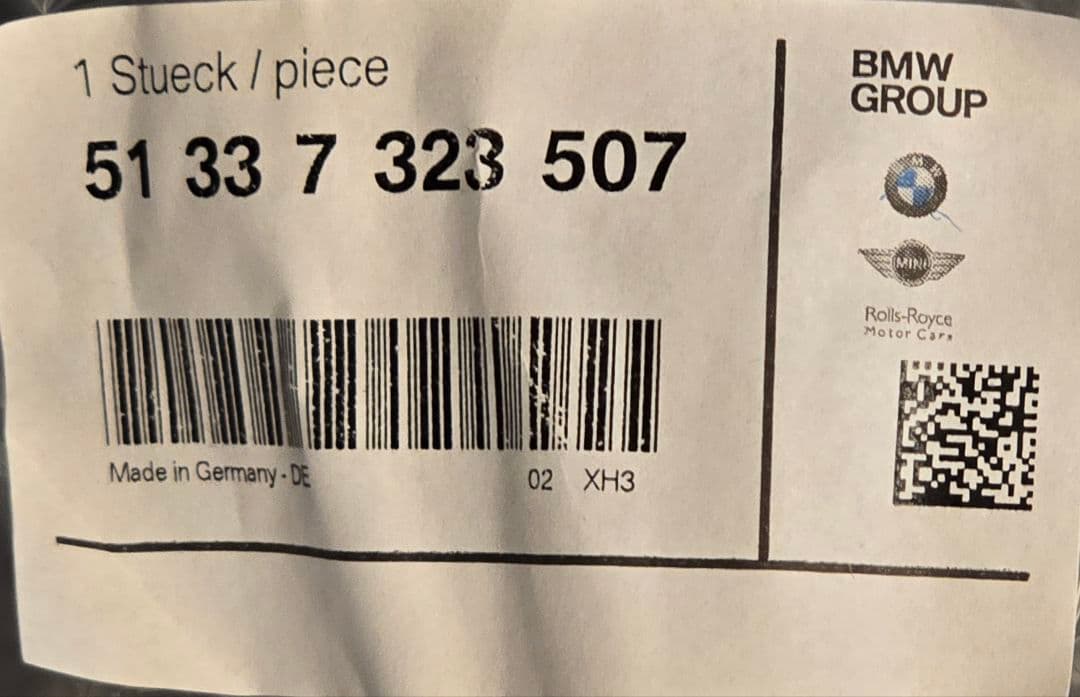 1 Stueck / piece
51 33 7 323 507
Made in Germany - DE
02 XH3
BMW
GROUP
MINI
Rolls-Royce
Motor Cars